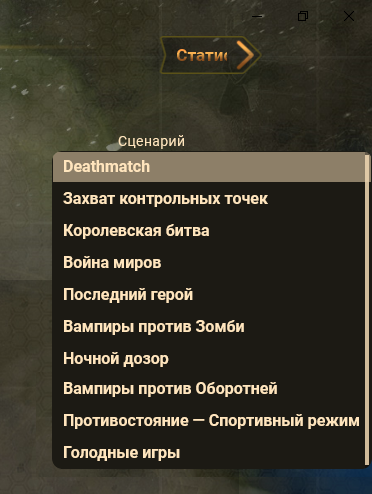 Сценарий
Deathmatch
Захват контрольных точек
Королевская битва
Война миров
Последний герой
Вампиры против Зомби
Ночной дозор
Вампиры против Оборотней
Противостояние — Спортивный режим
Голодные игры